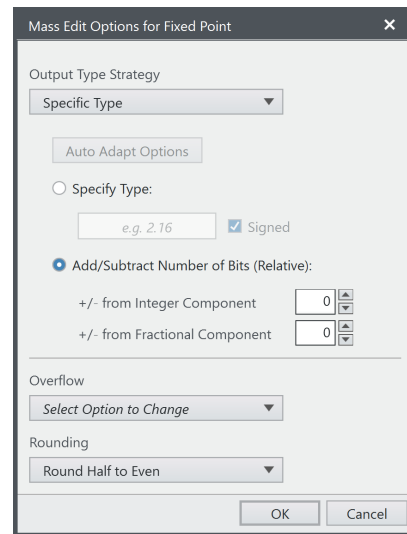 Mass Edit Options for Fixed Point
Output Type Strategy
Specific Type
Auto Adapt Options
Specify Type:
e.g. 2.16 Signed
Add/Subtract Number of Bits (Relative):
+/- from Integer Component 0
+/- from Fractional Component 0
Overflow
Select Option to Change
Rounding
Round Half to Even
OK Cancel